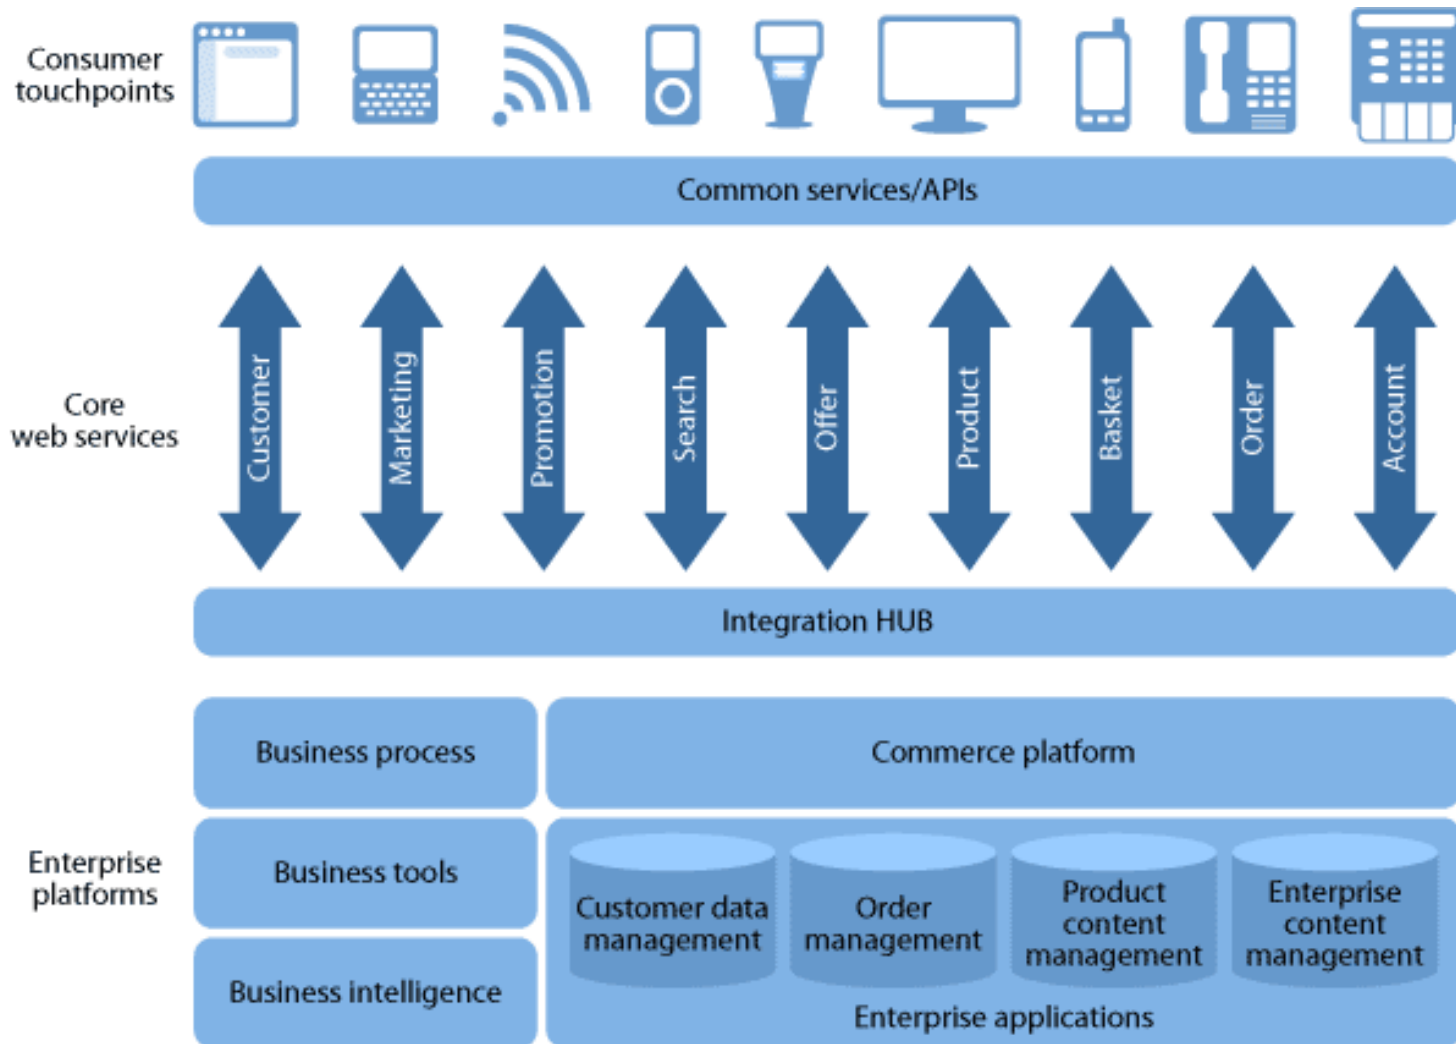 Consumer
touchpoints
Common services/APIs
Core
web services
Customer
Marketing
Promotion
Search
Offer
Product
Basket
Order
Account
Integration HUB
Enterprise
platforms
Business process
Commerce platform
Business tools
Business intelligence
Customer data
management
Order
management
Product
content
management
Enterprise
content
management
Enterprise applications